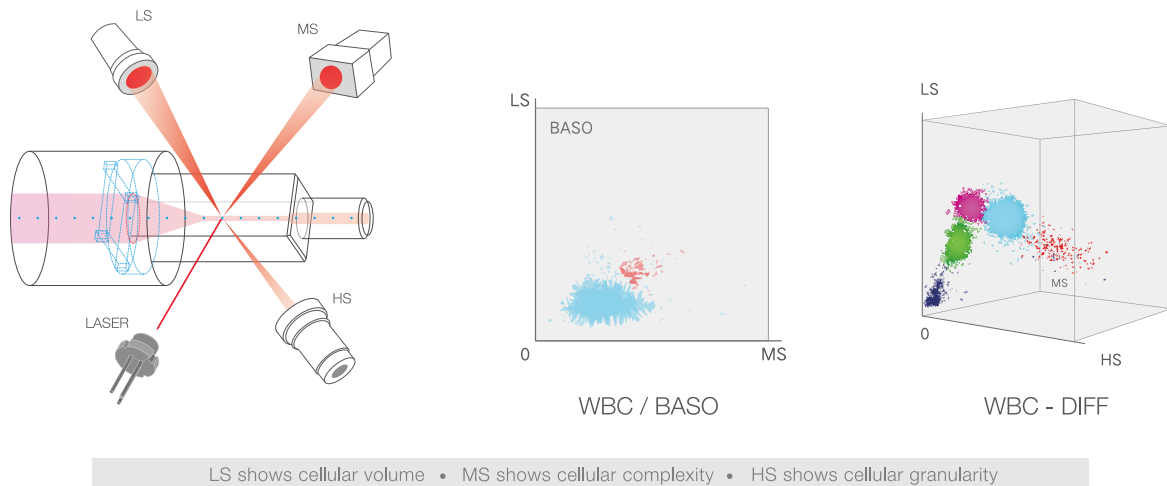 LS
MS
HS
LASER
LS
BASO
0
MS
WBC / BASO
LS
MS
0
HS
WBC - DIFF
LS shows cellular volume • MS shows cellular complexity • HS shows cellular granularity